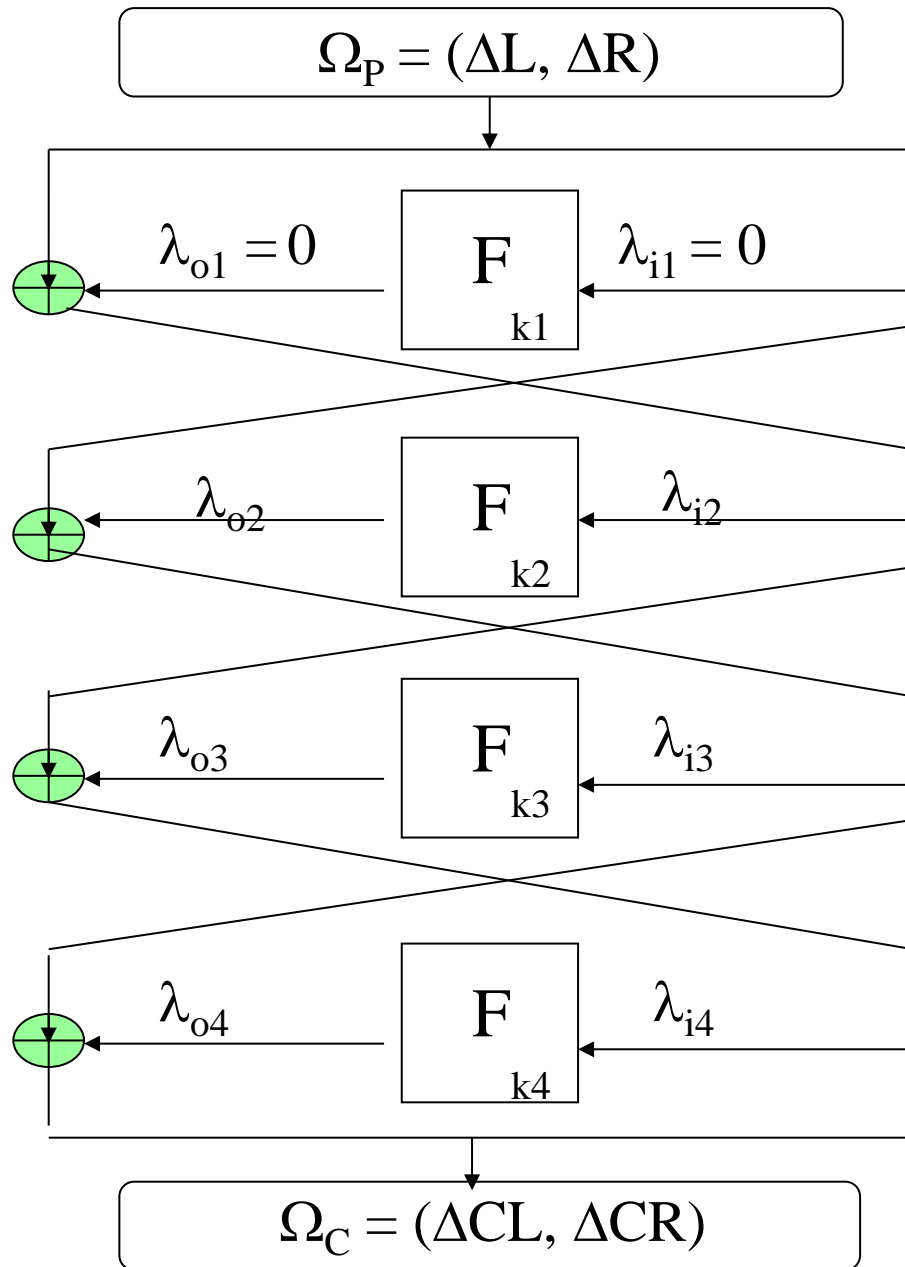 Ω_P = (ΔL, ΔR)
λ_o1 = 0 F λ_i1 = 0
k1
λ_o2 F λ_i2
k2
λ_o3 F λ_i3
k3
λ_o4 F λ_i4
k4
Ω_C = (ΔCL, ΔCR)